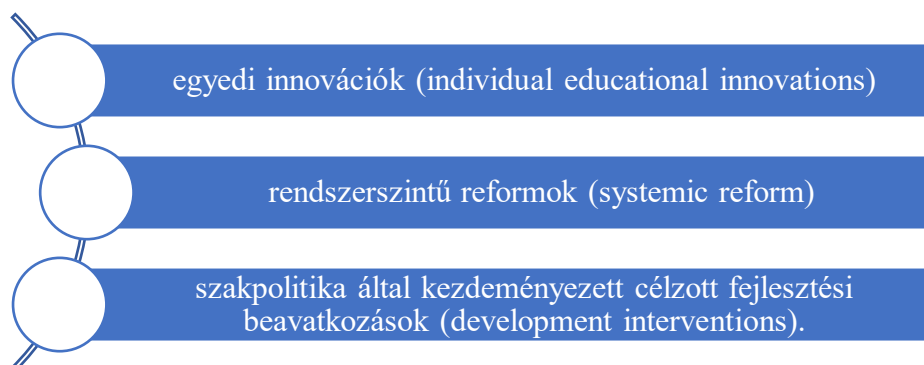 egyedi innovációk (individual educational innovations)
rendszerszintű reformok (systemic reform)
szakpolitika által kezdeményezett célzott fejlesztési
beavatkozások (development interventions).